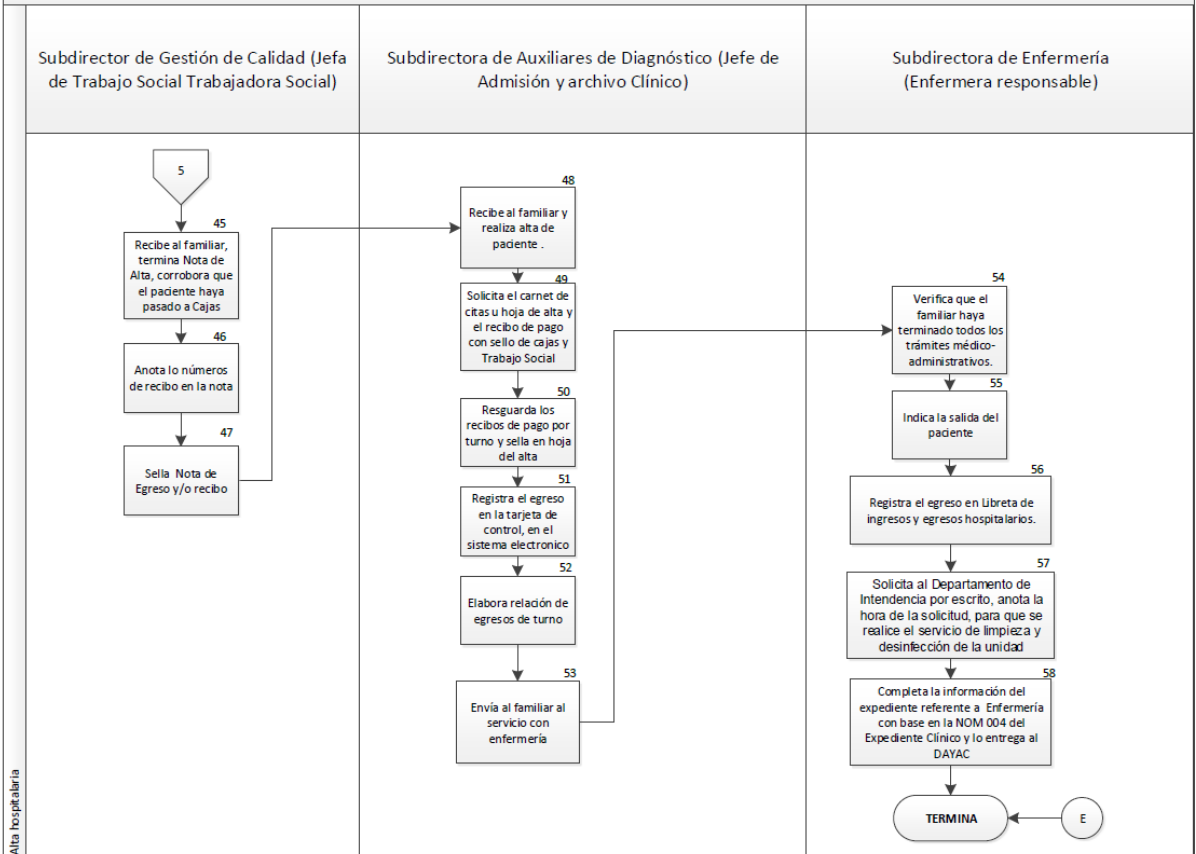 Subdirector de Gestión de Calidad (Jefa
de Trabajo Social Trabajadora Social)
Subdirectora de Auxiliares de Diagnóstico (Jefe de
Admisión y archivo Clínico)
Subdirectora de Enfermería
(Enfermera responsable)
Alta hospitalaria
5
45
Recibe al familiar,
termina Nota de
Alta, corrobora que
el paciente haya
pasado a Cajas
46
Anota lo números
de recibo en la nota
47
Sella Nota de
Egreso y/o recibo
48
Recibe al familiar y
realiza alta de
paciente .
49
Solicita el carnet de
citas u hoja de alta y
el recibo de pago
con sello de cajas y
Trabajo Social
50
Resguarda los
recibos de pago por
turno y sella en hoja
del alta
51
Registra el egreso
en la tarjeta de
control, en el
sistema electronico
52
Elabora relación de
egresos de turno
53
Envía al familiar al
servicio con
enfermería
54
Verifica que el
familiar haya
terminado todos los
trámites médico-
administrativos.
55
Indica la salida del
paciente
56
Registra el egreso en Libreta de
ingresos y egresos hospitalarios.
57
Solicita al Departamento de
Intendencia por escrito, anota la
hora de la solicitud, para que se
realice el servicio de limpieza y
desinfección de la unidad
58
Completa la información del
expediente referente a Enfermería
con base en la NOM 004 del
Expediente Clínico y lo entrega al
DAYAC
TERMINA
E